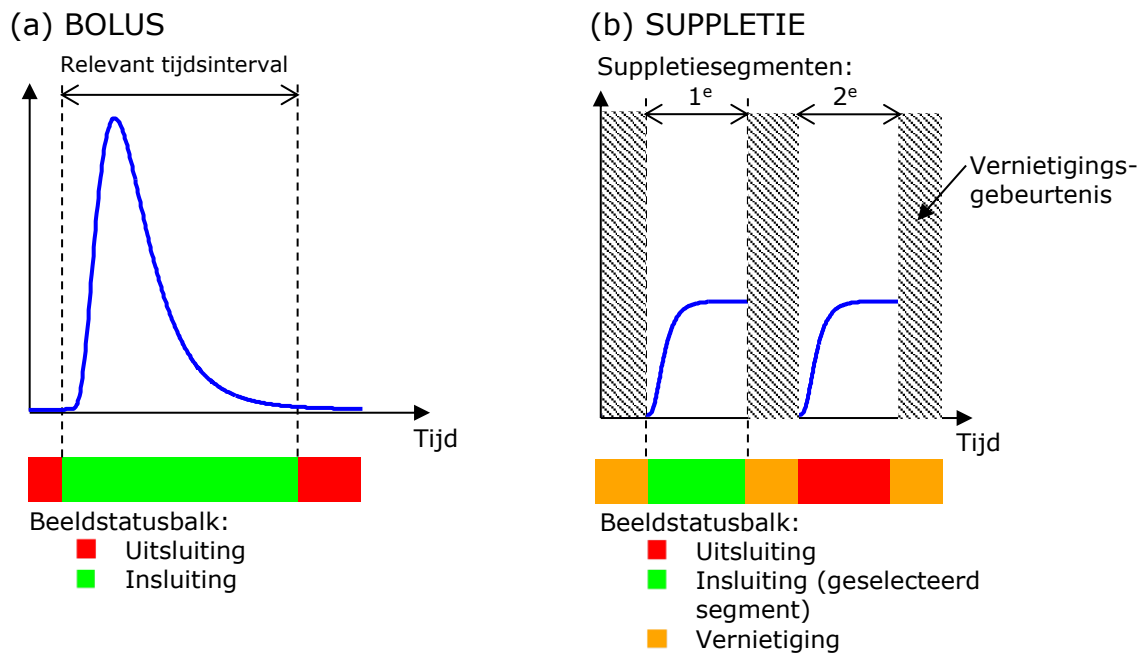 (a) BOLUS
Relevant tijdsinterval
Tijd
Beeldstatusbalk:
Uitsluiting
Insluiting
(b) SUPPLETIE
Suppletiesegmenten:
1e 2e
Vernietigings-
gebeurtenis
Tijd
Beeldstatusbalk:
Uitsluiting
Insluiting (geselecteerd
segment)
Vernietiging